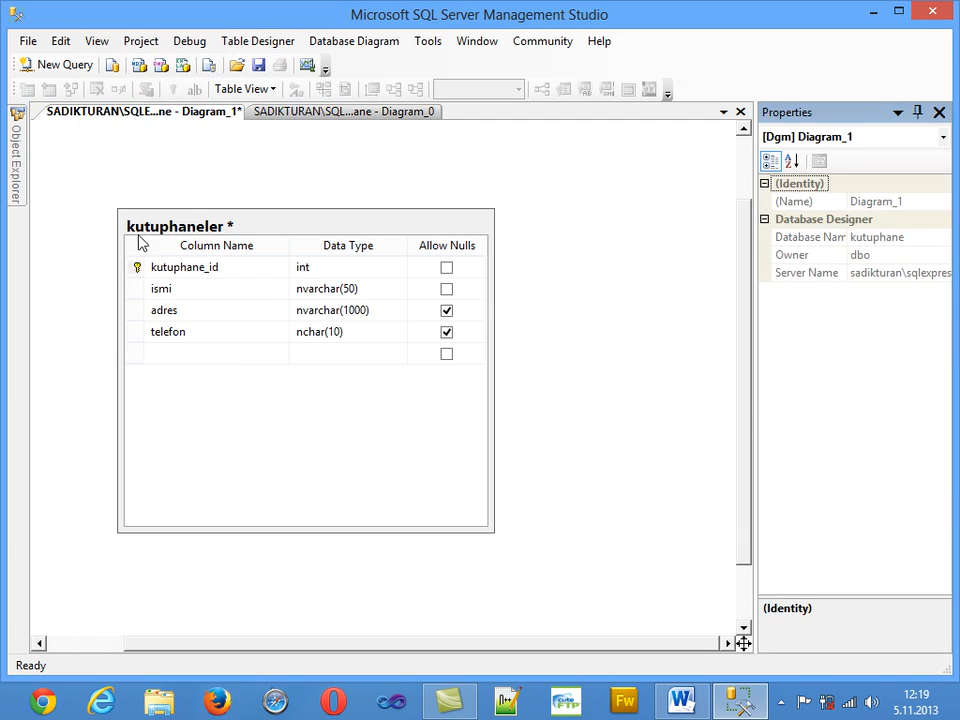 Microsoft SQL Server Management Studio
File Edit View Project Debug Table Designer Database Diagram Tools Window Community Help
New Query
Table View
SADIKTURAN\SQLE...ne - Diagram_1* SADIKTURAN\SQL...ane - Diagram_0
Object Explorer
kutuphaneler *
Column Name Data Type Allow Nulls
kutuphane_id int
ismi nvarchar(50)
adres nvarchar(1000)
telefon nchar(10)
Properties
[Dgm] Diagram_1
(Identity)
(Name) Diagram_1
Database Designer
Database Nam kutuphane
Owner dbo
Server Name sadikturan\sqlexpres
(Identity)
Ready
Cute FTP
Fw
12:19
5.11.2013